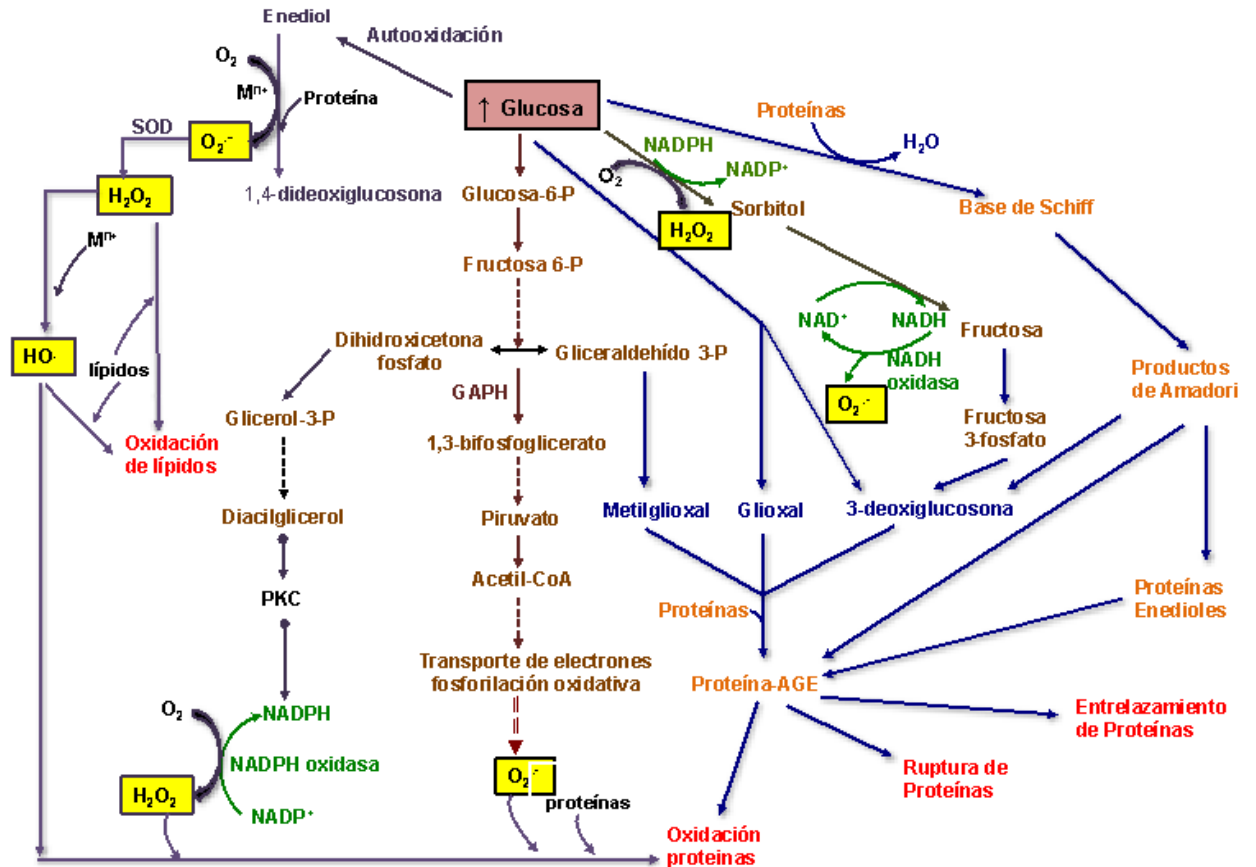 Enediol
Autooxidación
O₂
Mⁿ⁺
Proteína
↑ Glucosa
Proteínas
SOD
O₂·⁻
H₂O
NADPH
NADP⁺
O₂
H₂O₂
1,4-dideoxiglucosona
Glucosa-6-P
Sorbitol
Base de Schiff
H₂O₂
Mⁿ⁺
Fructosa 6-P
NAD⁺
NADH
Fructosa
HO·
lípidos
Dihidroxicetona
fosfato
Gliceraldehído 3-P
NADH
oxidasa
Productos
de Amadori
GAPH
O₂·⁻
Glicerol-3-P
Fructosa
3-fosfato
Oxidación
de lípidos
1,3-bifosfoglicerato
Diacilglicerol
Piruvato
Metilglioxal
Glioxal
3-deoxiglucosona
Acetil-CoA
PKC
Proteínas
Proteínas
Enedioles
Transporte de electrones
fosforilación oxidativa
Proteína-AGE
O₂
NADPH
Entrelazamiento
de Proteínas
NADPH oxidasa
O₂·⁻
Ruptura de
Proteínas
H₂O₂
NADP⁺
proteínas
Oxidación
proteinas